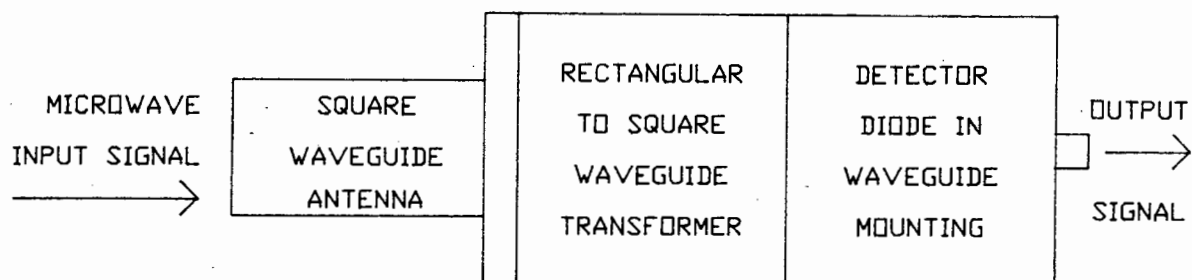 MICROWAVE
INPUT SIGNAL
SQUARE
WAVEGUIDE
ANTENNA
RECTANGULAR
TO SQUARE
WAVEGUIDE
TRANSFORMER
DETECTOR
DIODE IN
WAVEGUIDE
MOUNTING
OUTPUT
SIGNAL